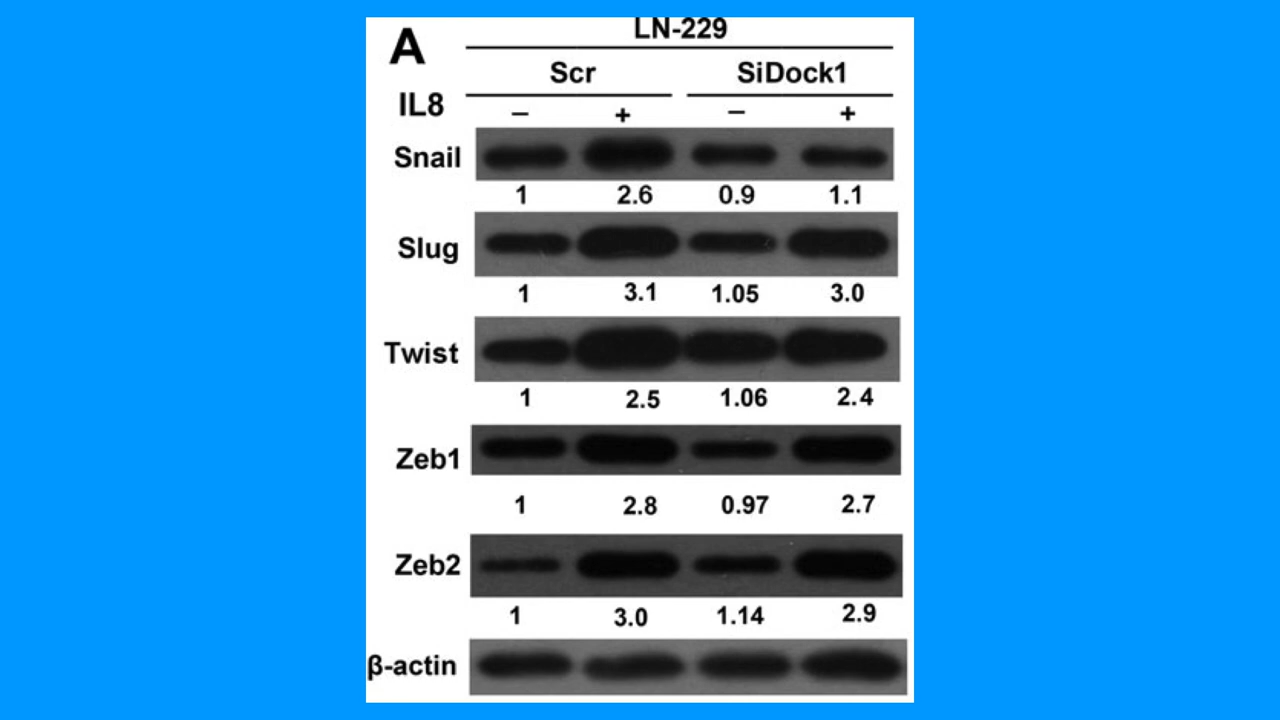 LN-229
A
Scr SiDock1
IL8 – + – +
Snail
1 2.6 0.9 1.1
Slug
1 3.1 1.05 3.0
Twist
1 2.5 1.06 2.4
Zeb1
1 2.8 0.97 2.7
Zeb2
1 3.0 1.14 2.9
β-actin